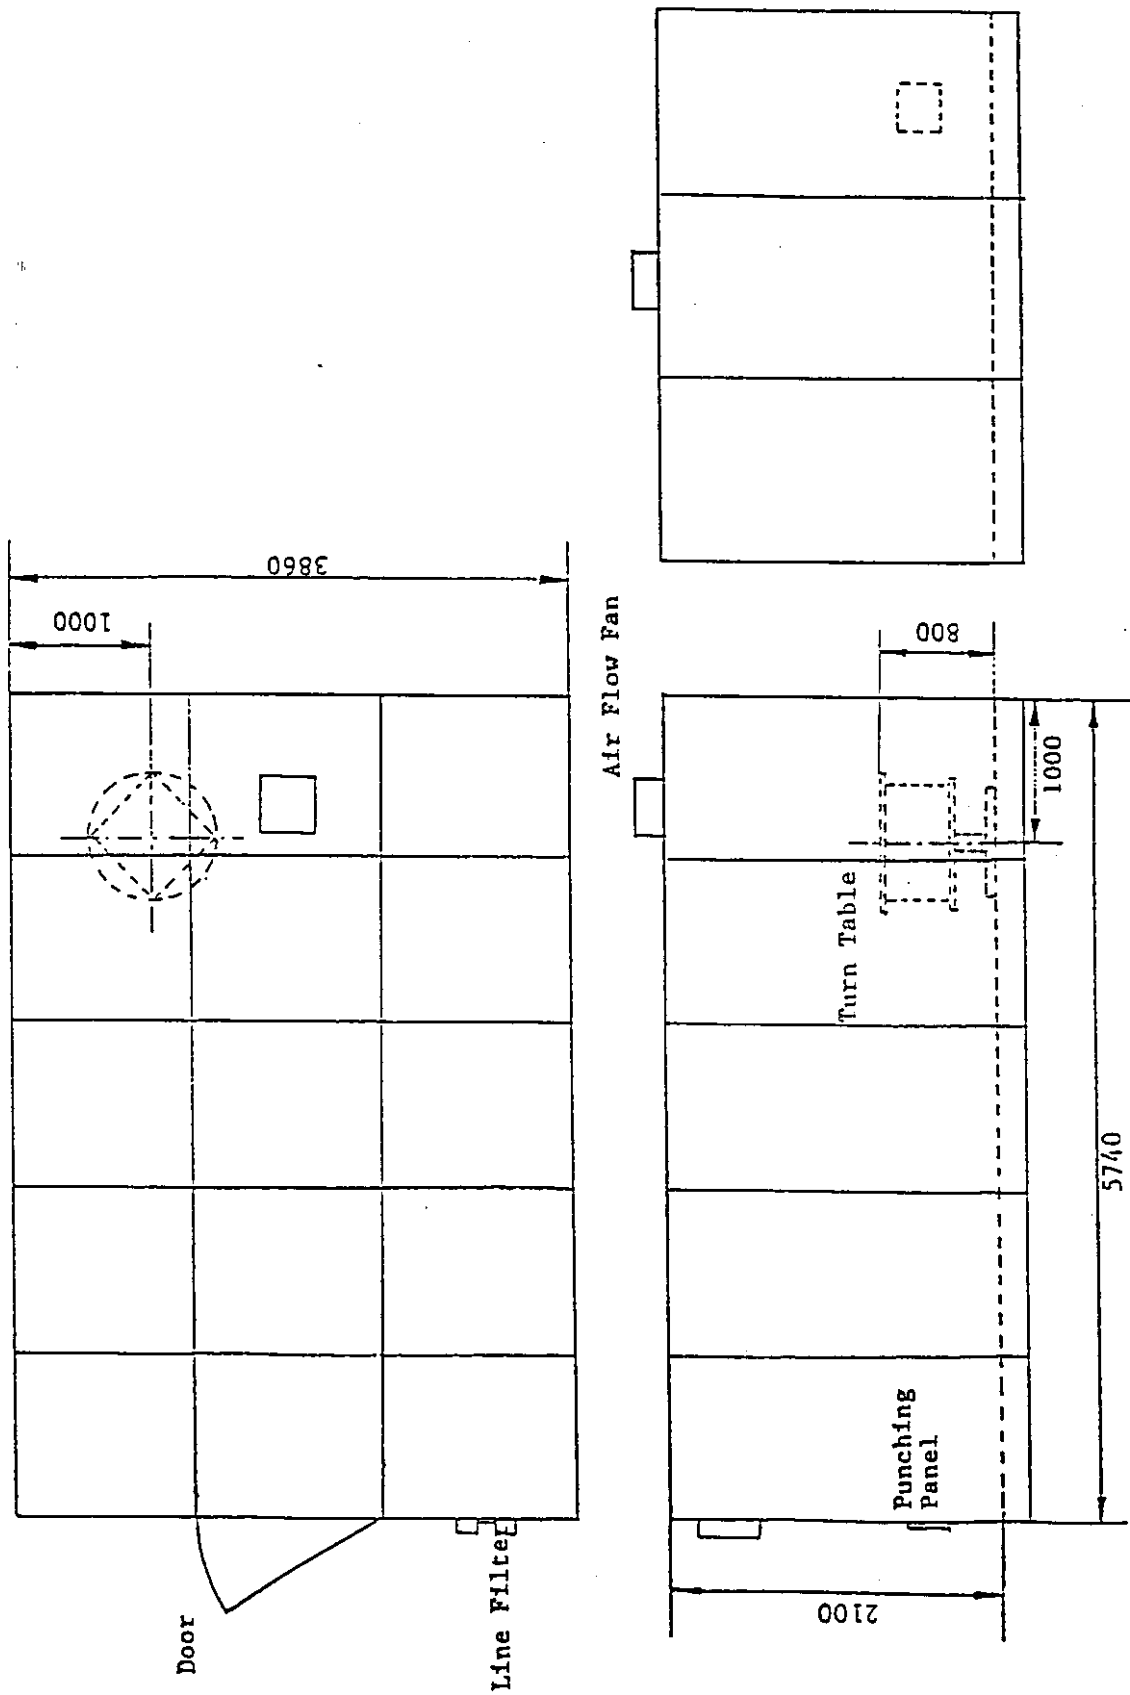 3860
1000
Air Flow Fan
800
1000
Turn Table
5740
Punching
Panel
2100
Door
Line Filter